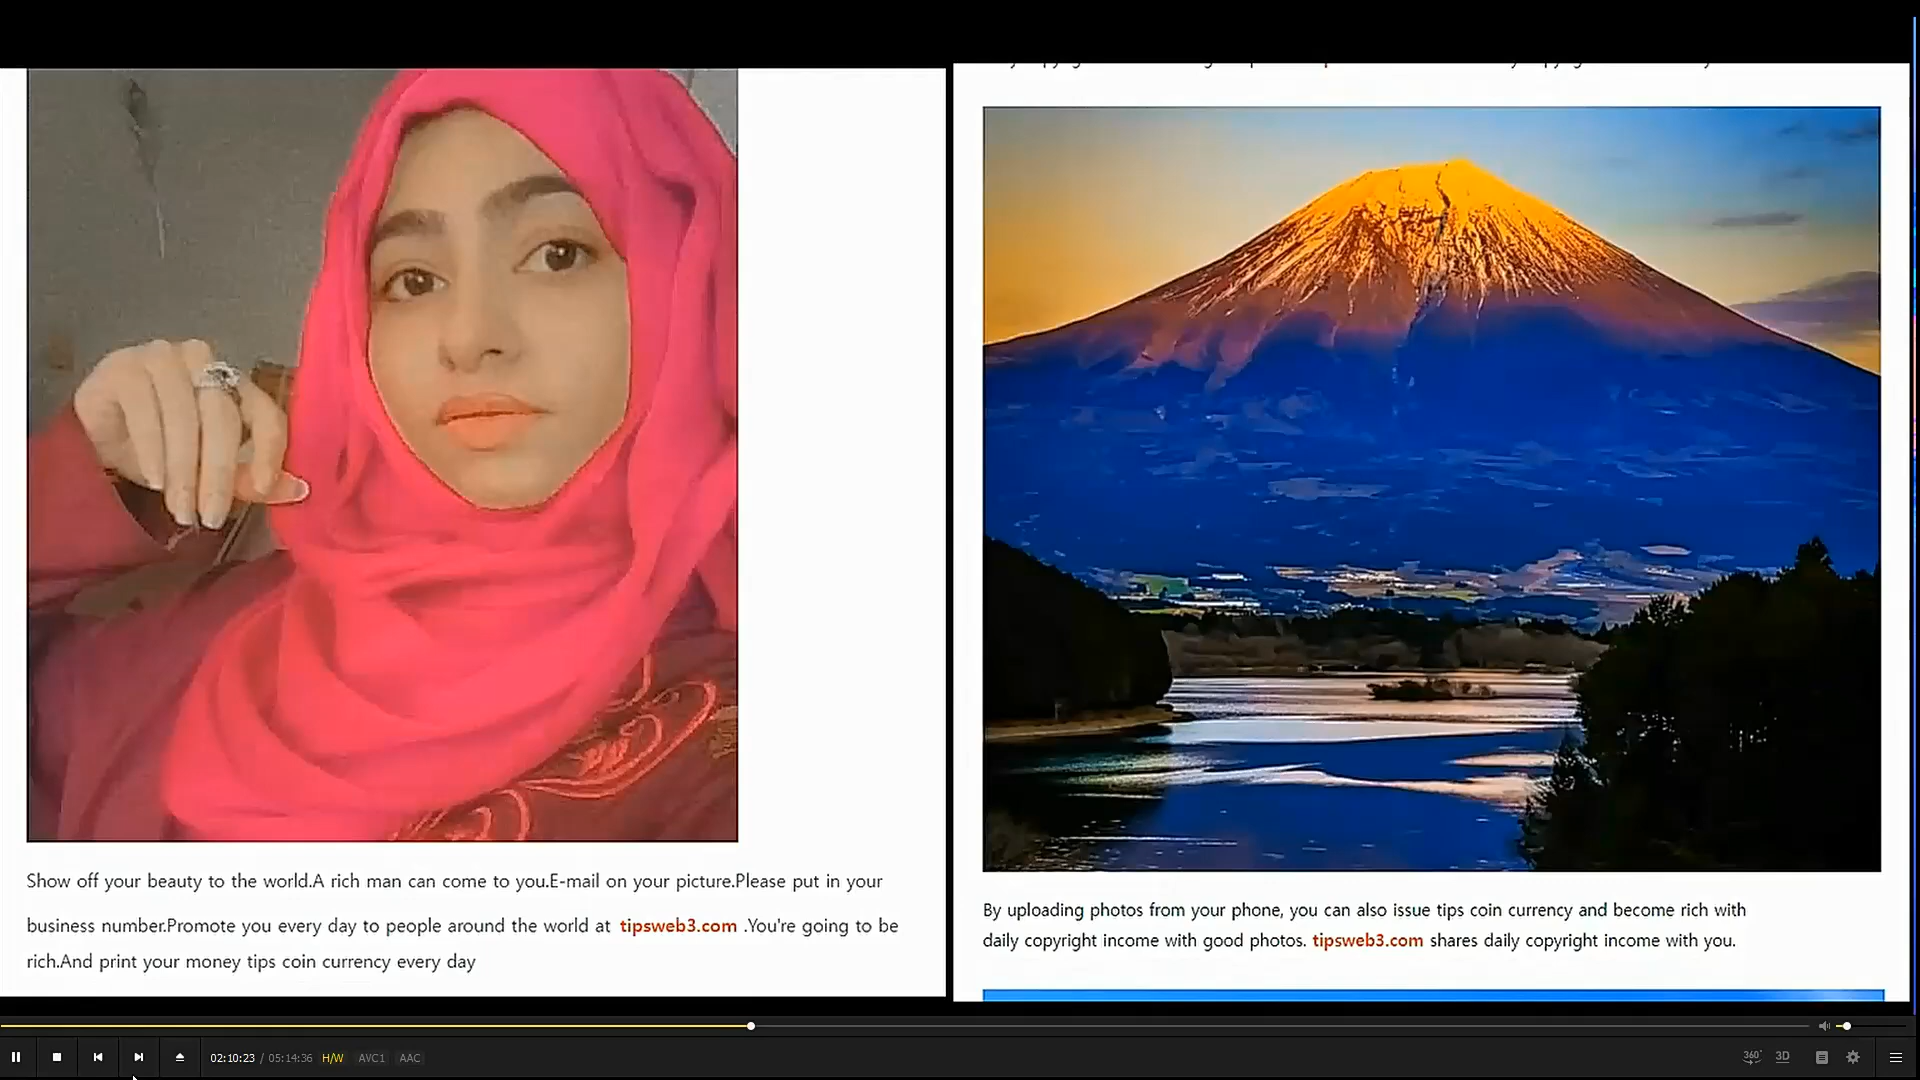 Show off your beauty to the world.A rich man can come to you.E-mail on your picture.Please put in your
business number.Promote you every day to people around the world at tipsweb3.com .You're going to be
rich.And print your money tips coin currency every day
By uploading photos from your phone, you can also issue tips coin currency and become rich with
daily copyright income with good photos. tipsweb3.com shares daily copyright income with you.
02:10:23 / 05:14:36 H/W AVC1 AAC
360° 3D